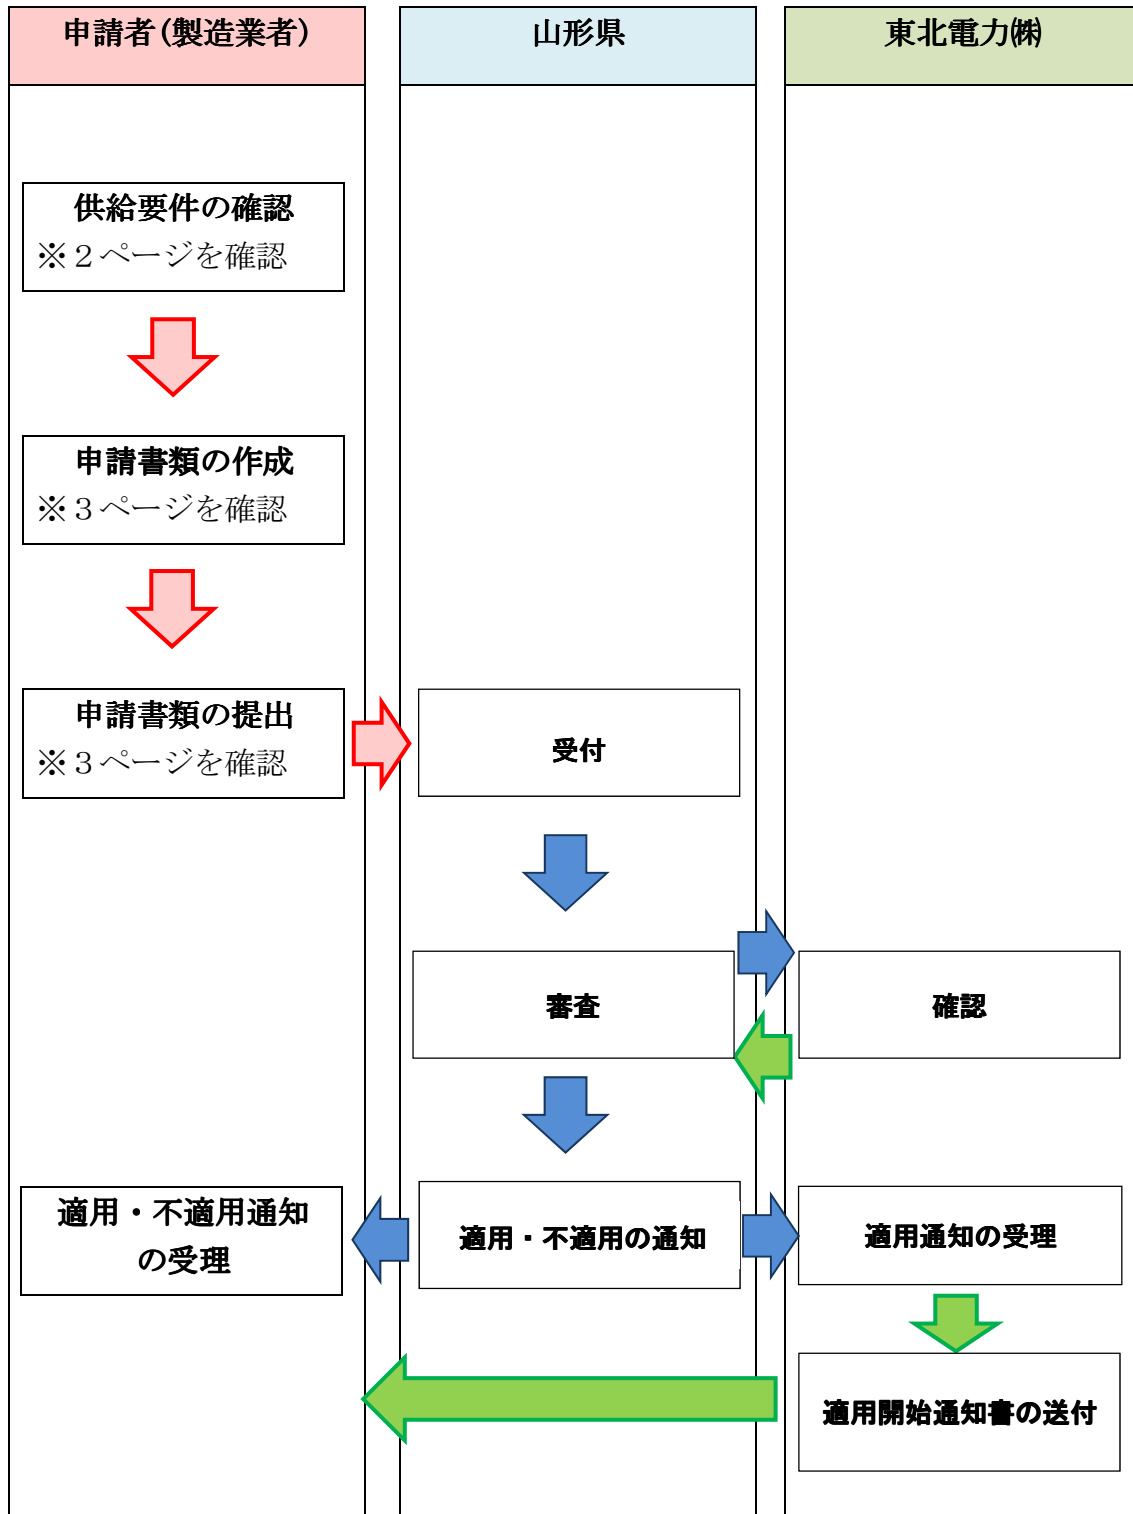 申請者(製造業者)
山形県
東北電力㈱
供給要件の確認
※２ページを確認
申請書類の作成
※３ページを確認
申請書類の提出
※３ページを確認
受付
審査
確認
適用・不適用通知
の受理
適用・不適用の通知
適用通知の受理
適用開始通知書の送付